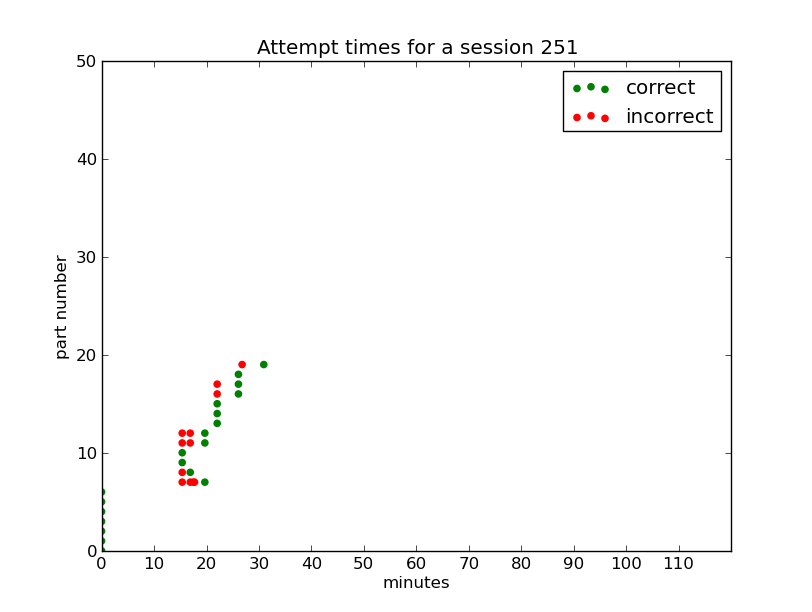 Attempt times for a session 251
correct
incorrect
50
40
30
20
10
0
part number
0 10 20 30 40 50 60 70 80 90 100 110
minutes